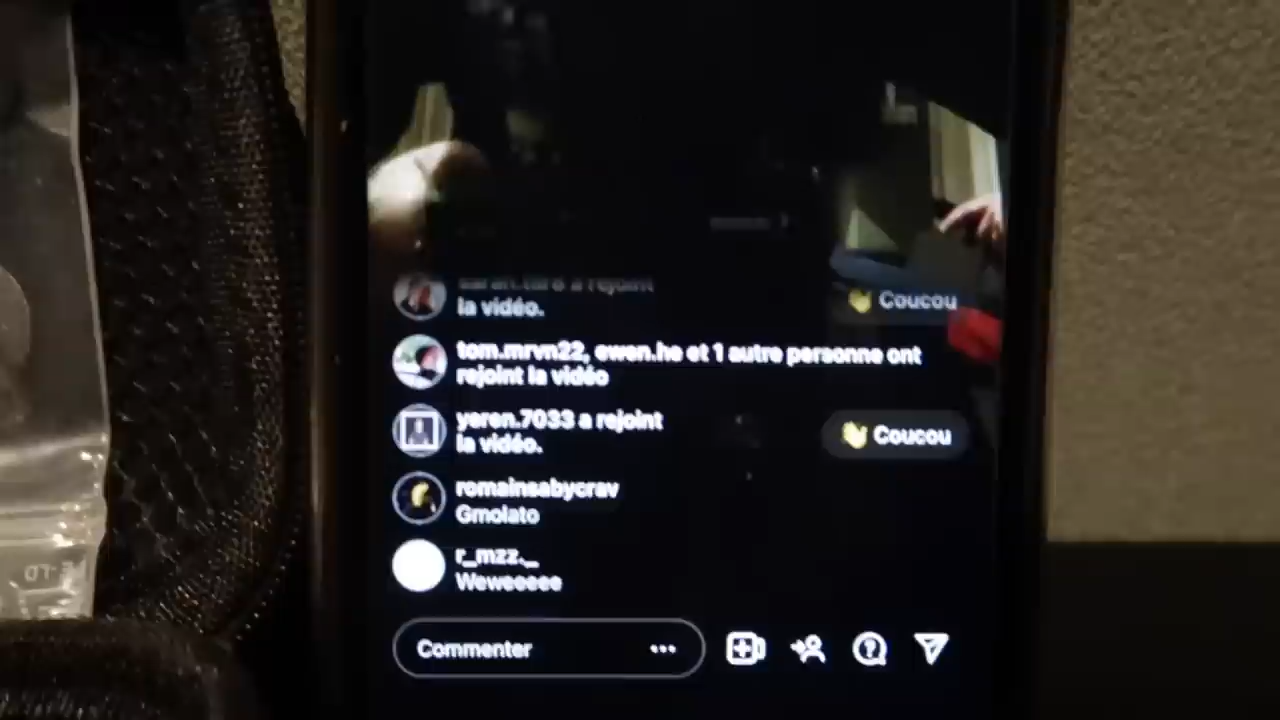 a rejoint
la vidéo.
Coucou
tom.mrvn22, ewen.he et 1 autre personne ont
rejoint la vidéo
yeren.7033 a rejoint
la vidéo.
Coucou
romainsabycrav
Gmolato
r_mzz._
Weweeeee
Commenter